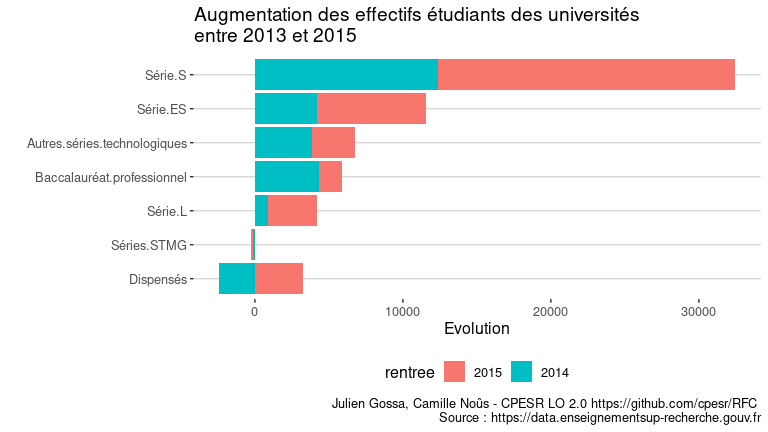 Augmentation des effectifs étudiants des universités
entre 2013 et 2015
Série.S
Série.ES
Autres.séries.technologiques
Baccalauréat.professionnel
Série.L
Séries.STMG
Dispensés
0 10000 20000 30000
Evolution
rentree 2015 2014
Julien Gossa, Camille Noûs - CPESR LO 2.0 https://github.com/cpesr/RFC
Source : https://data.enseignementsup-recherche.gouv.fr